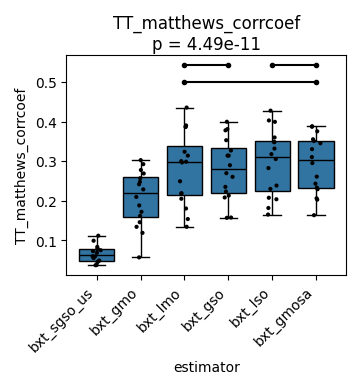 TT_matthews_corrcoef
p = 4.49e-11
TT_matthews_corrcoef
0.5
0.4
0.3
0.2
0.1
bxt_sgso_us
bxt_gmo
bxt_lmo
bxt_gso
bxt_lso
bxt_gmosa
estimator